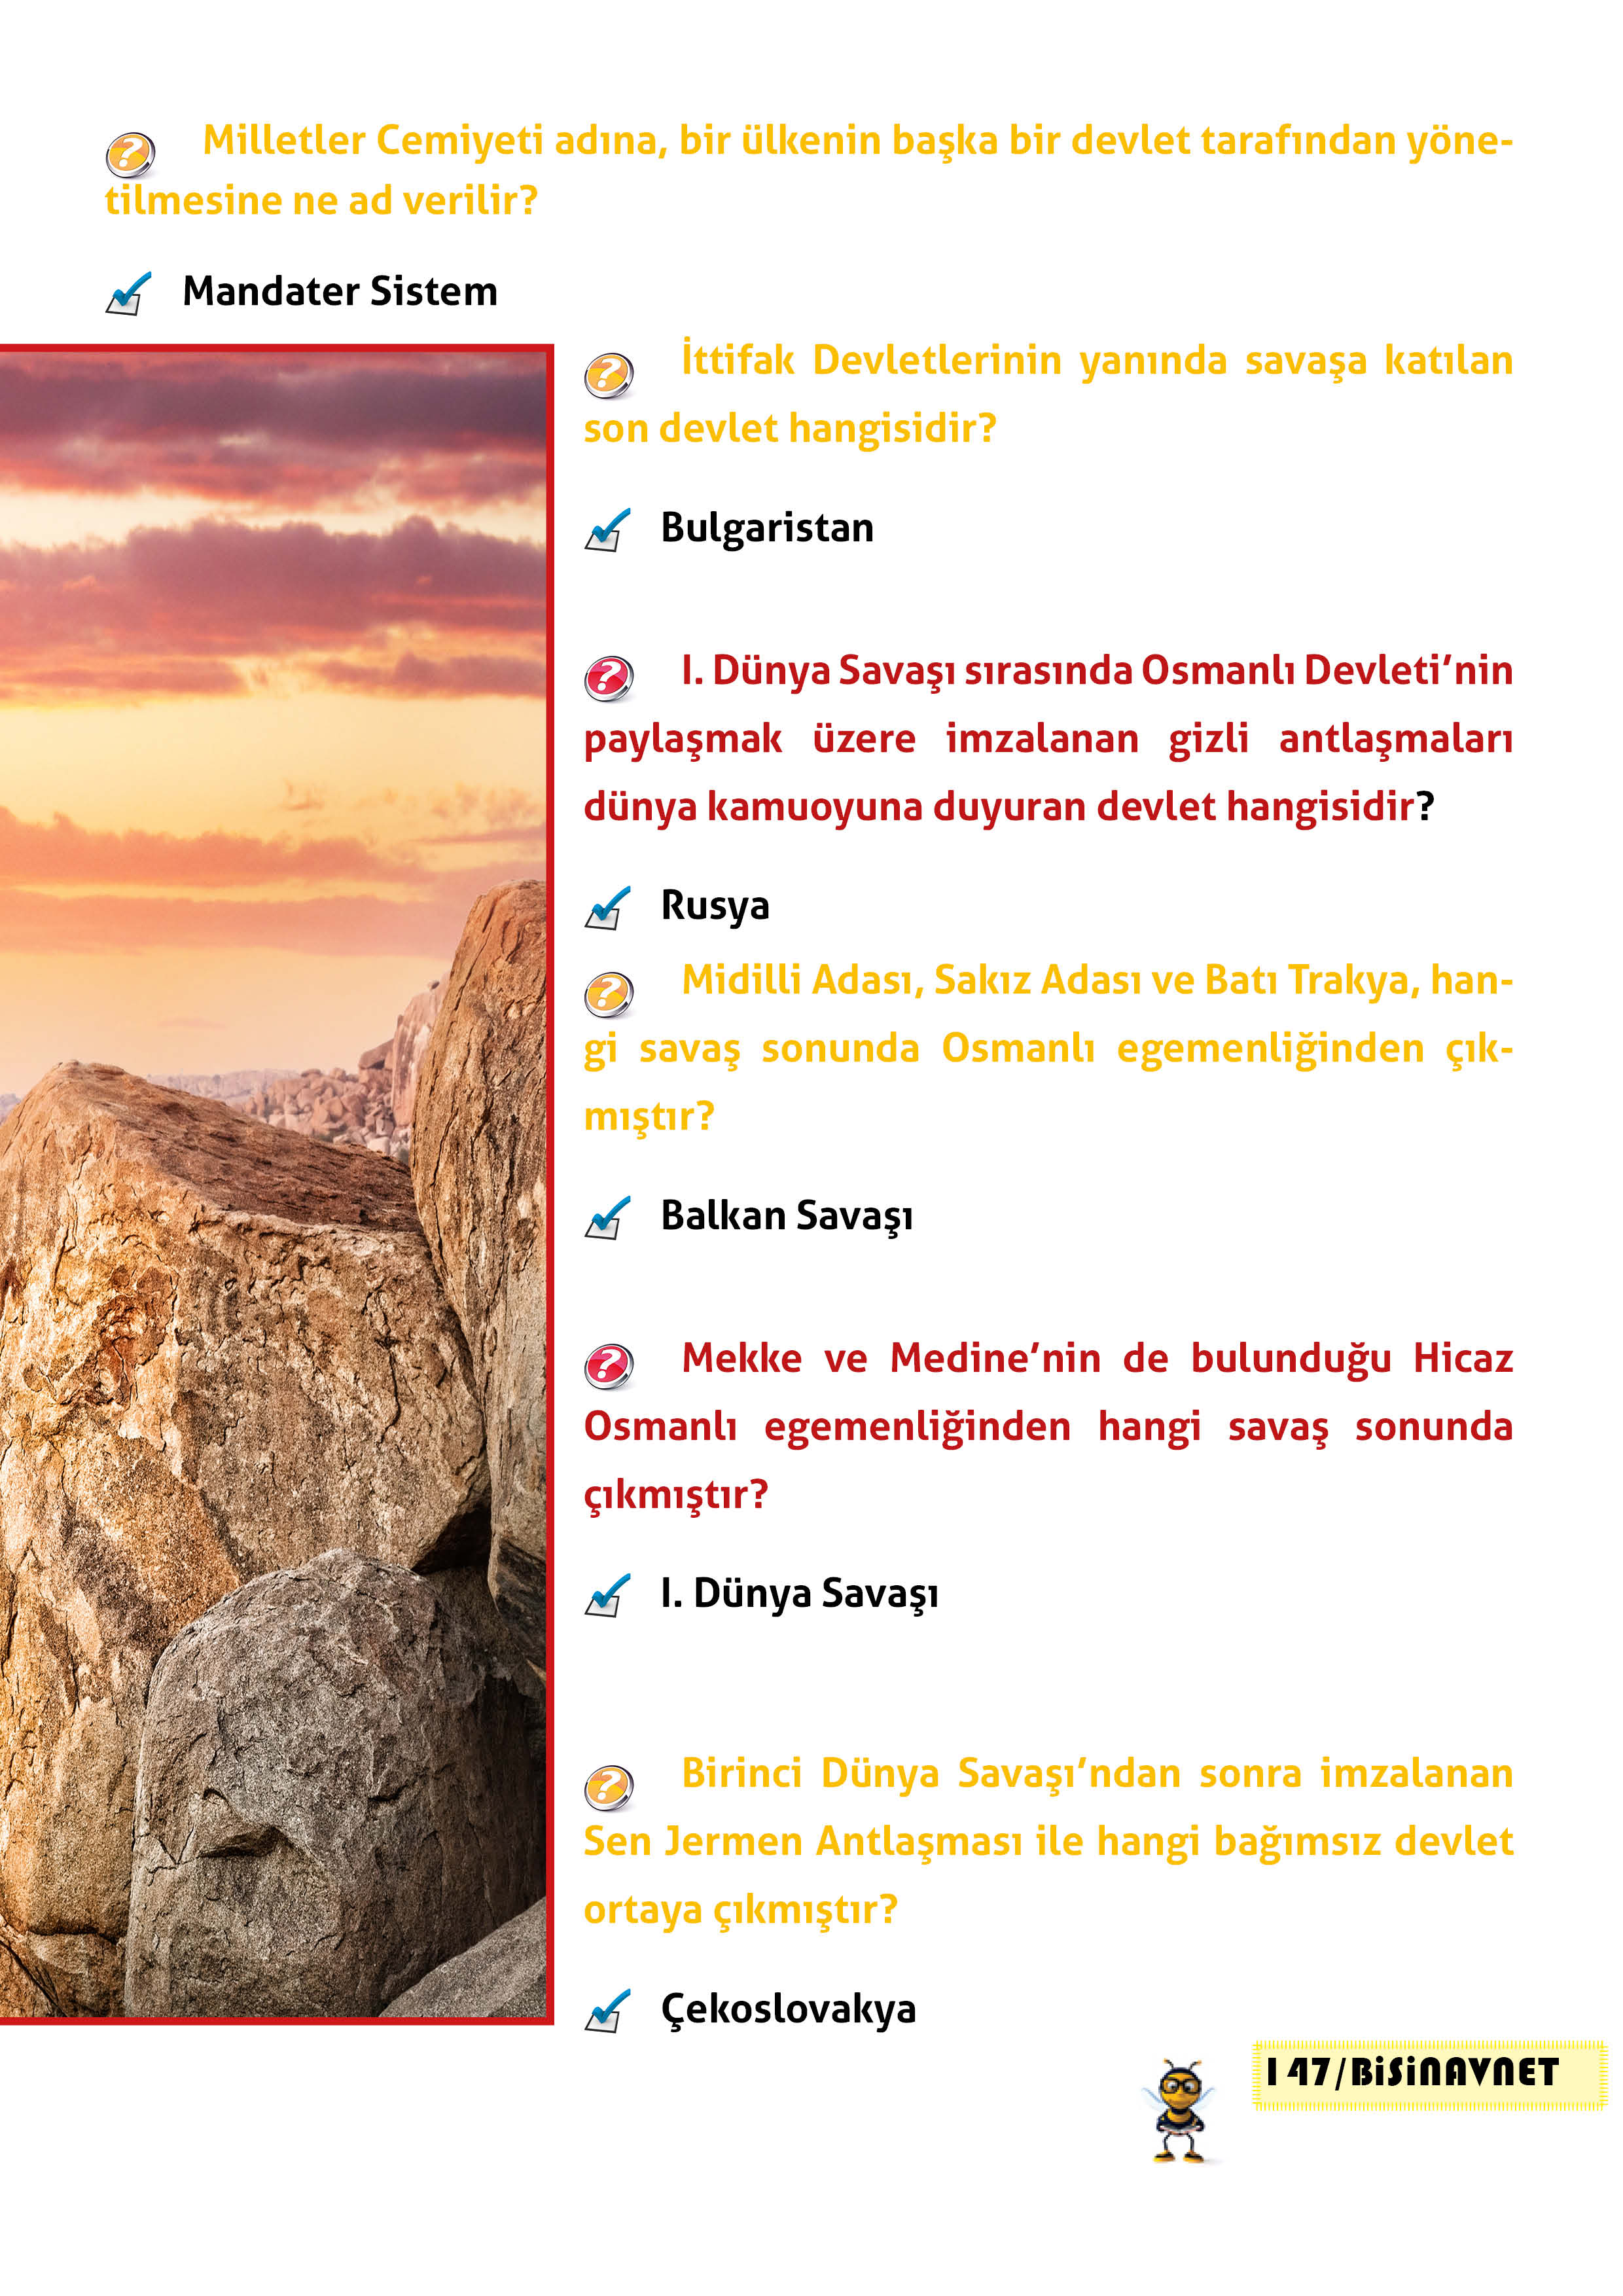 Milletler Cemiyeti adına, bir ülkenin başka bir devlet tarafından yöne-
tilmesine ne ad verilir?
Mandater Sistem
İttifak Devletlerinin yanında savaşa katılan
son devlet hangisidir?
Bulgaristan
I. Dünya Savaşı sırasında Osmanlı Devleti’nin
paylaşmak üzere imzalanan gizli antlaşmaları
dünya kamuoyuna duyuran devlet hangisidir?
Rusya
Midilli Adası, Sakız Adası ve Batı Trakya, han-
gi savaş sonunda Osmanlı egemenliğinden çık-
mıştır?
Balkan Savaşı
Mekke ve Medine’nin de bulunduğu Hicaz
Osmanlı egemenliğinden hangi savaş sonunda
çıkmıştır?
I. Dünya Savaşı
Birinci Dünya Savaşı’ndan sonra imzalanan
Sen Jermen Antlaşması ile hangi bağımsız devlet
ortaya çıkmıştır?
Çekoslovakya
147/BiSiNAVNET